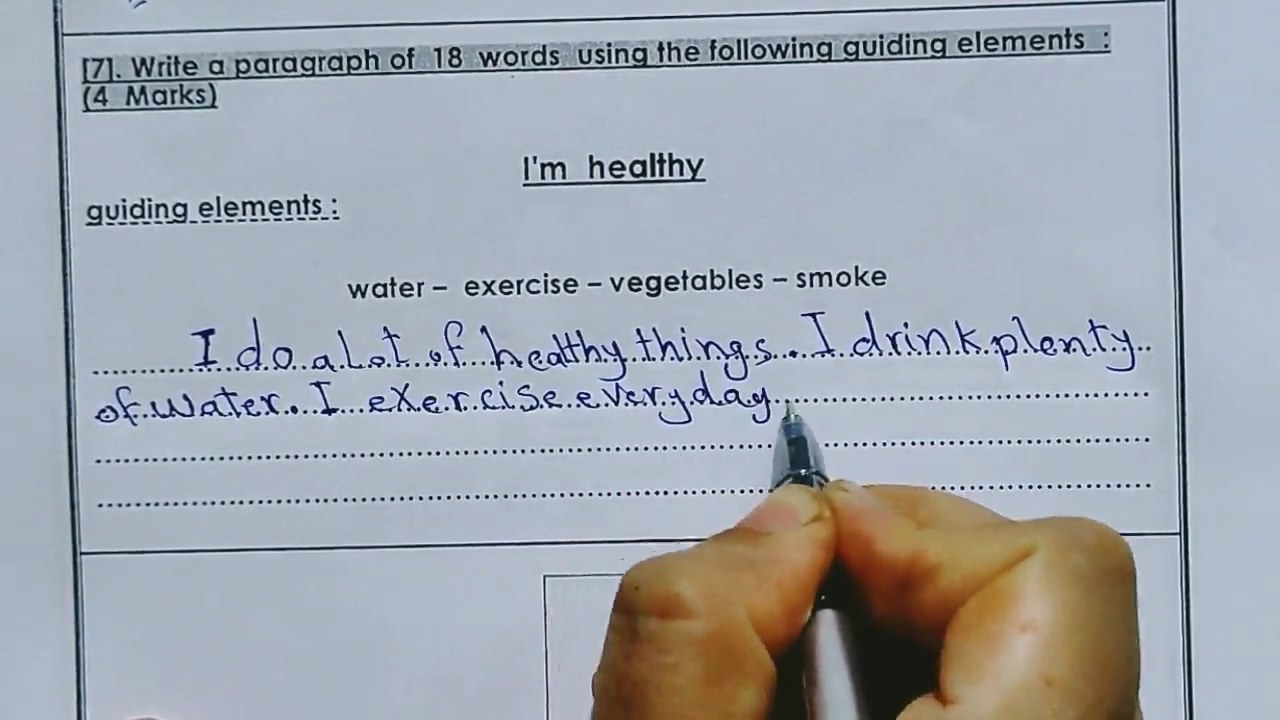 [7]. Write a paragraph of 18 words using the following guiding elements :
(4 Marks)
I'm healthy
guiding elements :
water – exercise – vegetables – smoke
I do a lot of healthy things. I drink plenty
of water. I exercise every day